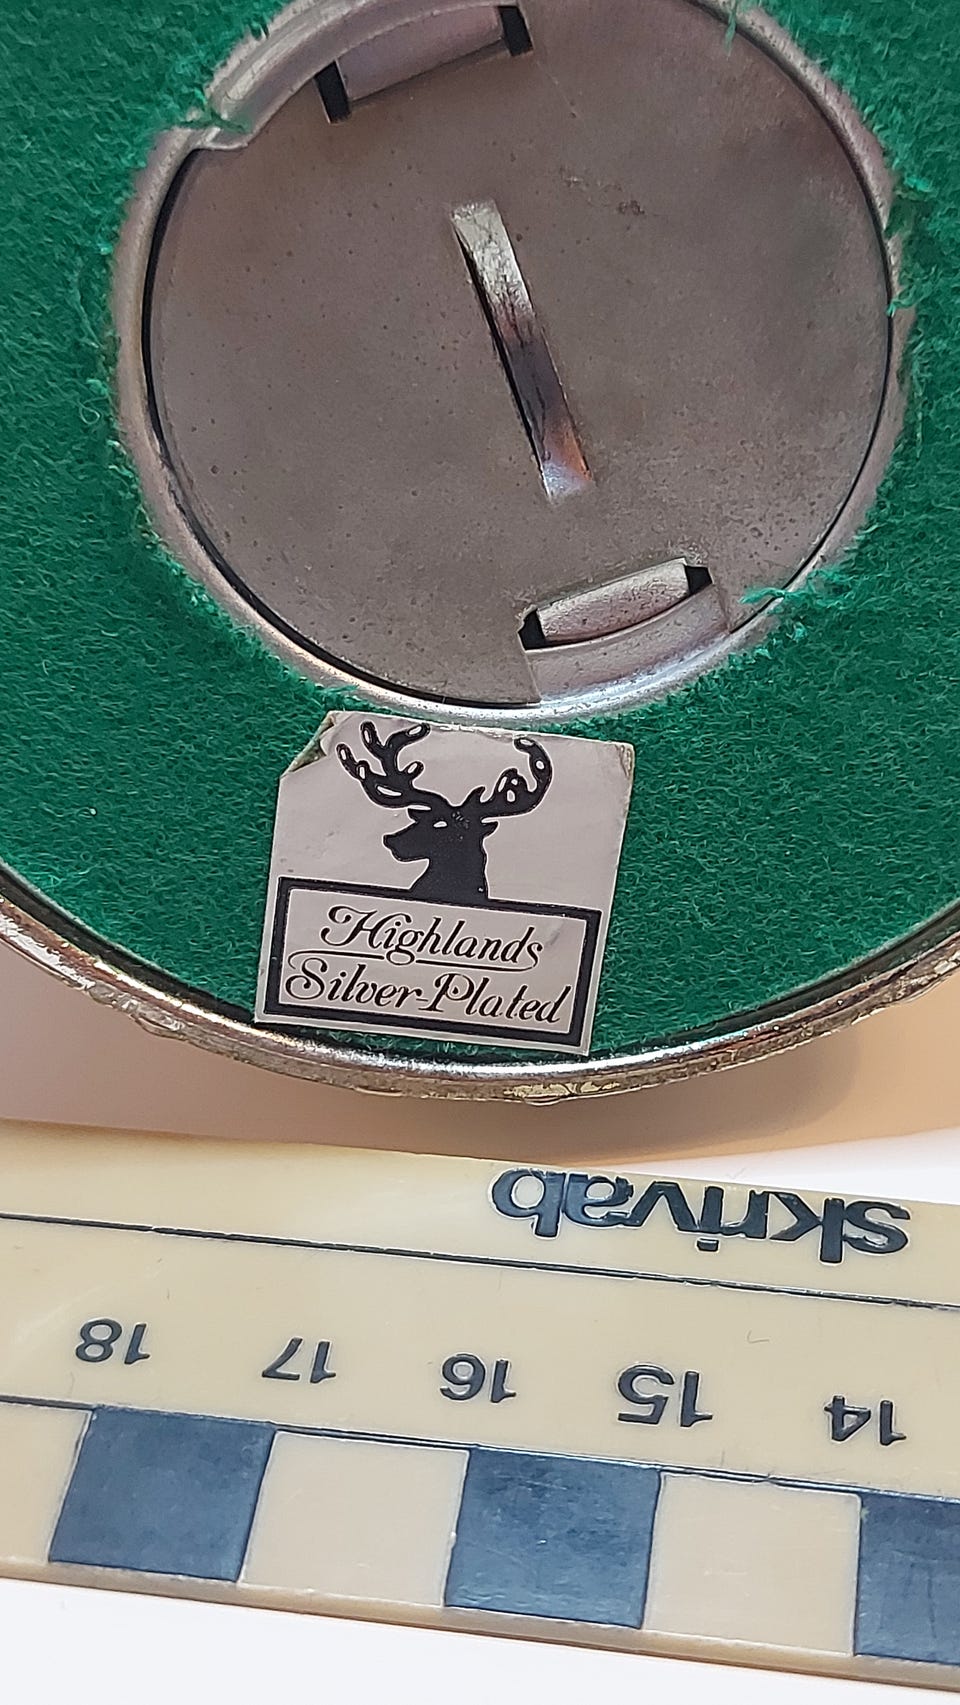 Highlands
Silver-Plated
skrivab
18 17 16 15 14